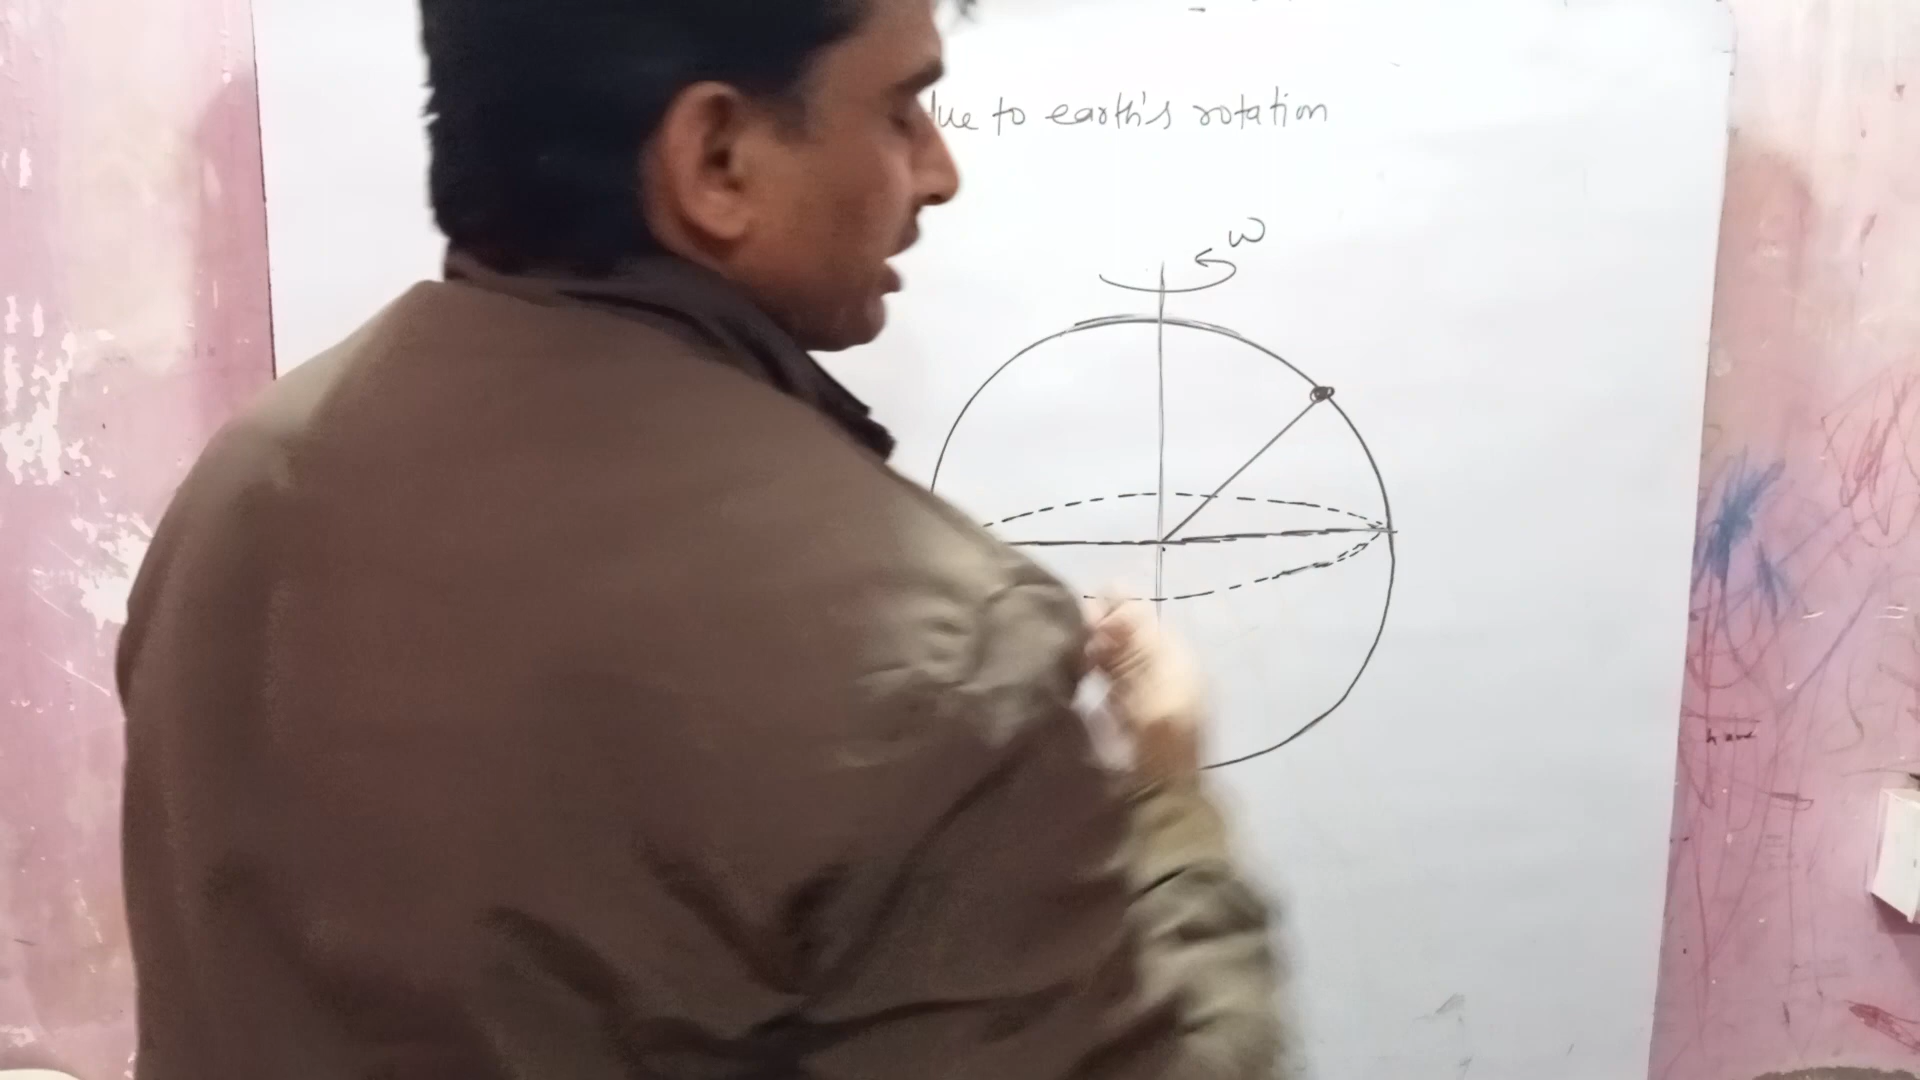 due to earth's rotation
ω